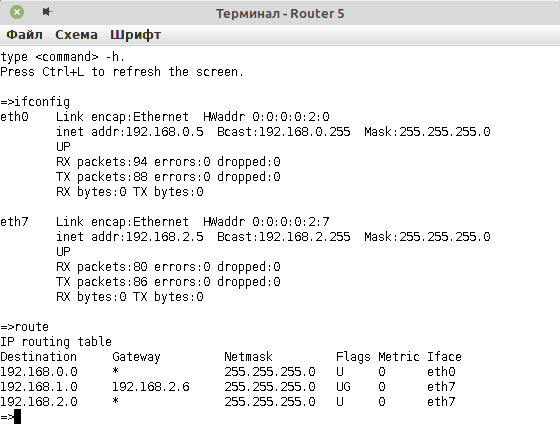 Терминал - Router 5
Файл Схема Шрифт
type <command> -h.
Press Ctrl+L to refresh the screen.
=>ifconfig
eth0    Link encap:Ethernet  HWaddr 0:0:0:0:2:0
        inet addr:192.168.0.5  Bcast:192.168.0.255  Mask:255.255.255.0
        UP
        RX packets:94 errors:0 dropped:0
        TX packets:88 errors:0 dropped:0
        RX bytes:0 TX bytes:0
eth7    Link encap:Ethernet  HWaddr 0:0:0:0:2:7
        inet addr:192.168.2.5  Bcast:192.168.2.255  Mask:255.255.255.0
        UP
        RX packets:80 errors:0 dropped:0
        TX packets:86 errors:0 dropped:0
        RX bytes:0 TX bytes:0
=>route
IP routing table
Destination     Gateway         Netmask         Flags Metric Iface
192.168.0.0     *               255.255.255.0   U     0      eth0
192.168.1.0     192.168.2.6     255.255.255.0   UG    0      eth7
192.168.2.0     *               255.255.255.0   U     0      eth7
=>